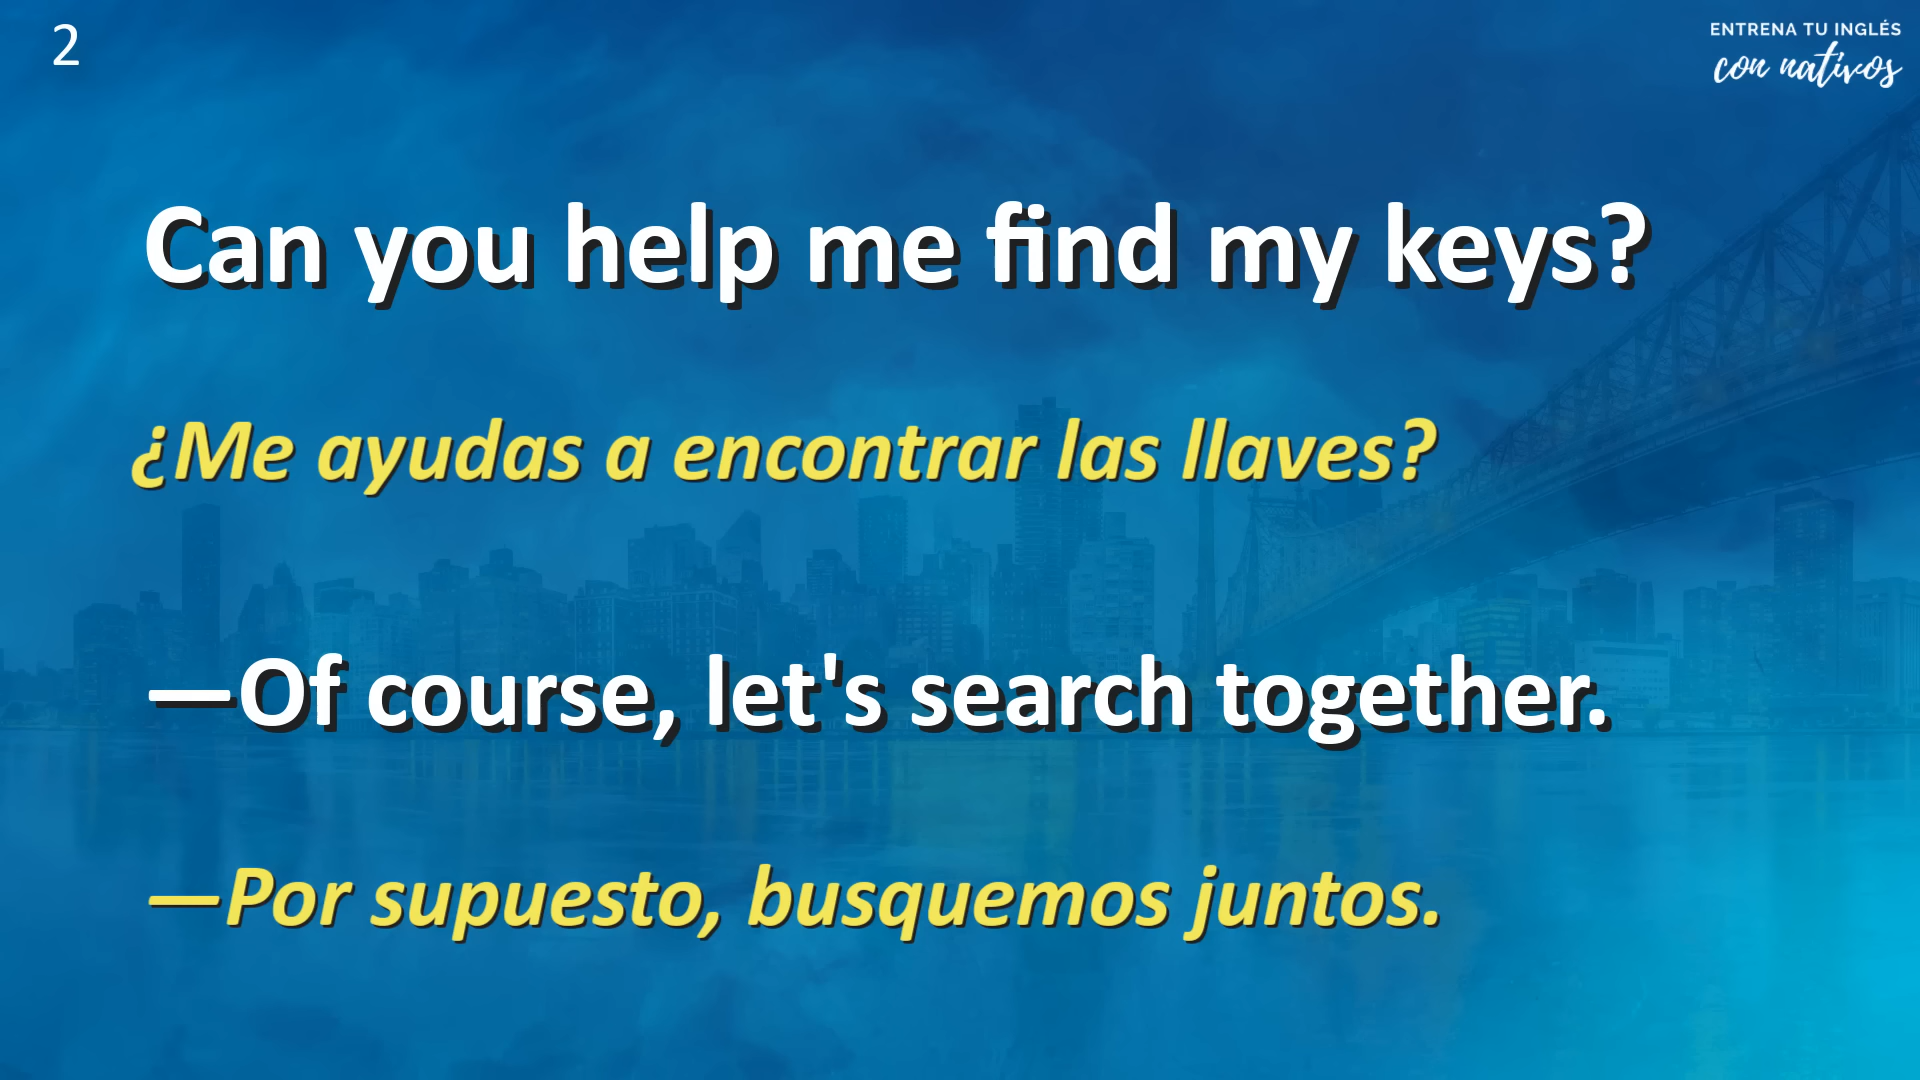 2
ENTRENA TU INGLÉS
con nativos
Can you help me find my keys?
¿Me ayudas a encontrar las llaves?
—Of course, let's search together.
—Por supuesto, busquemos juntos.